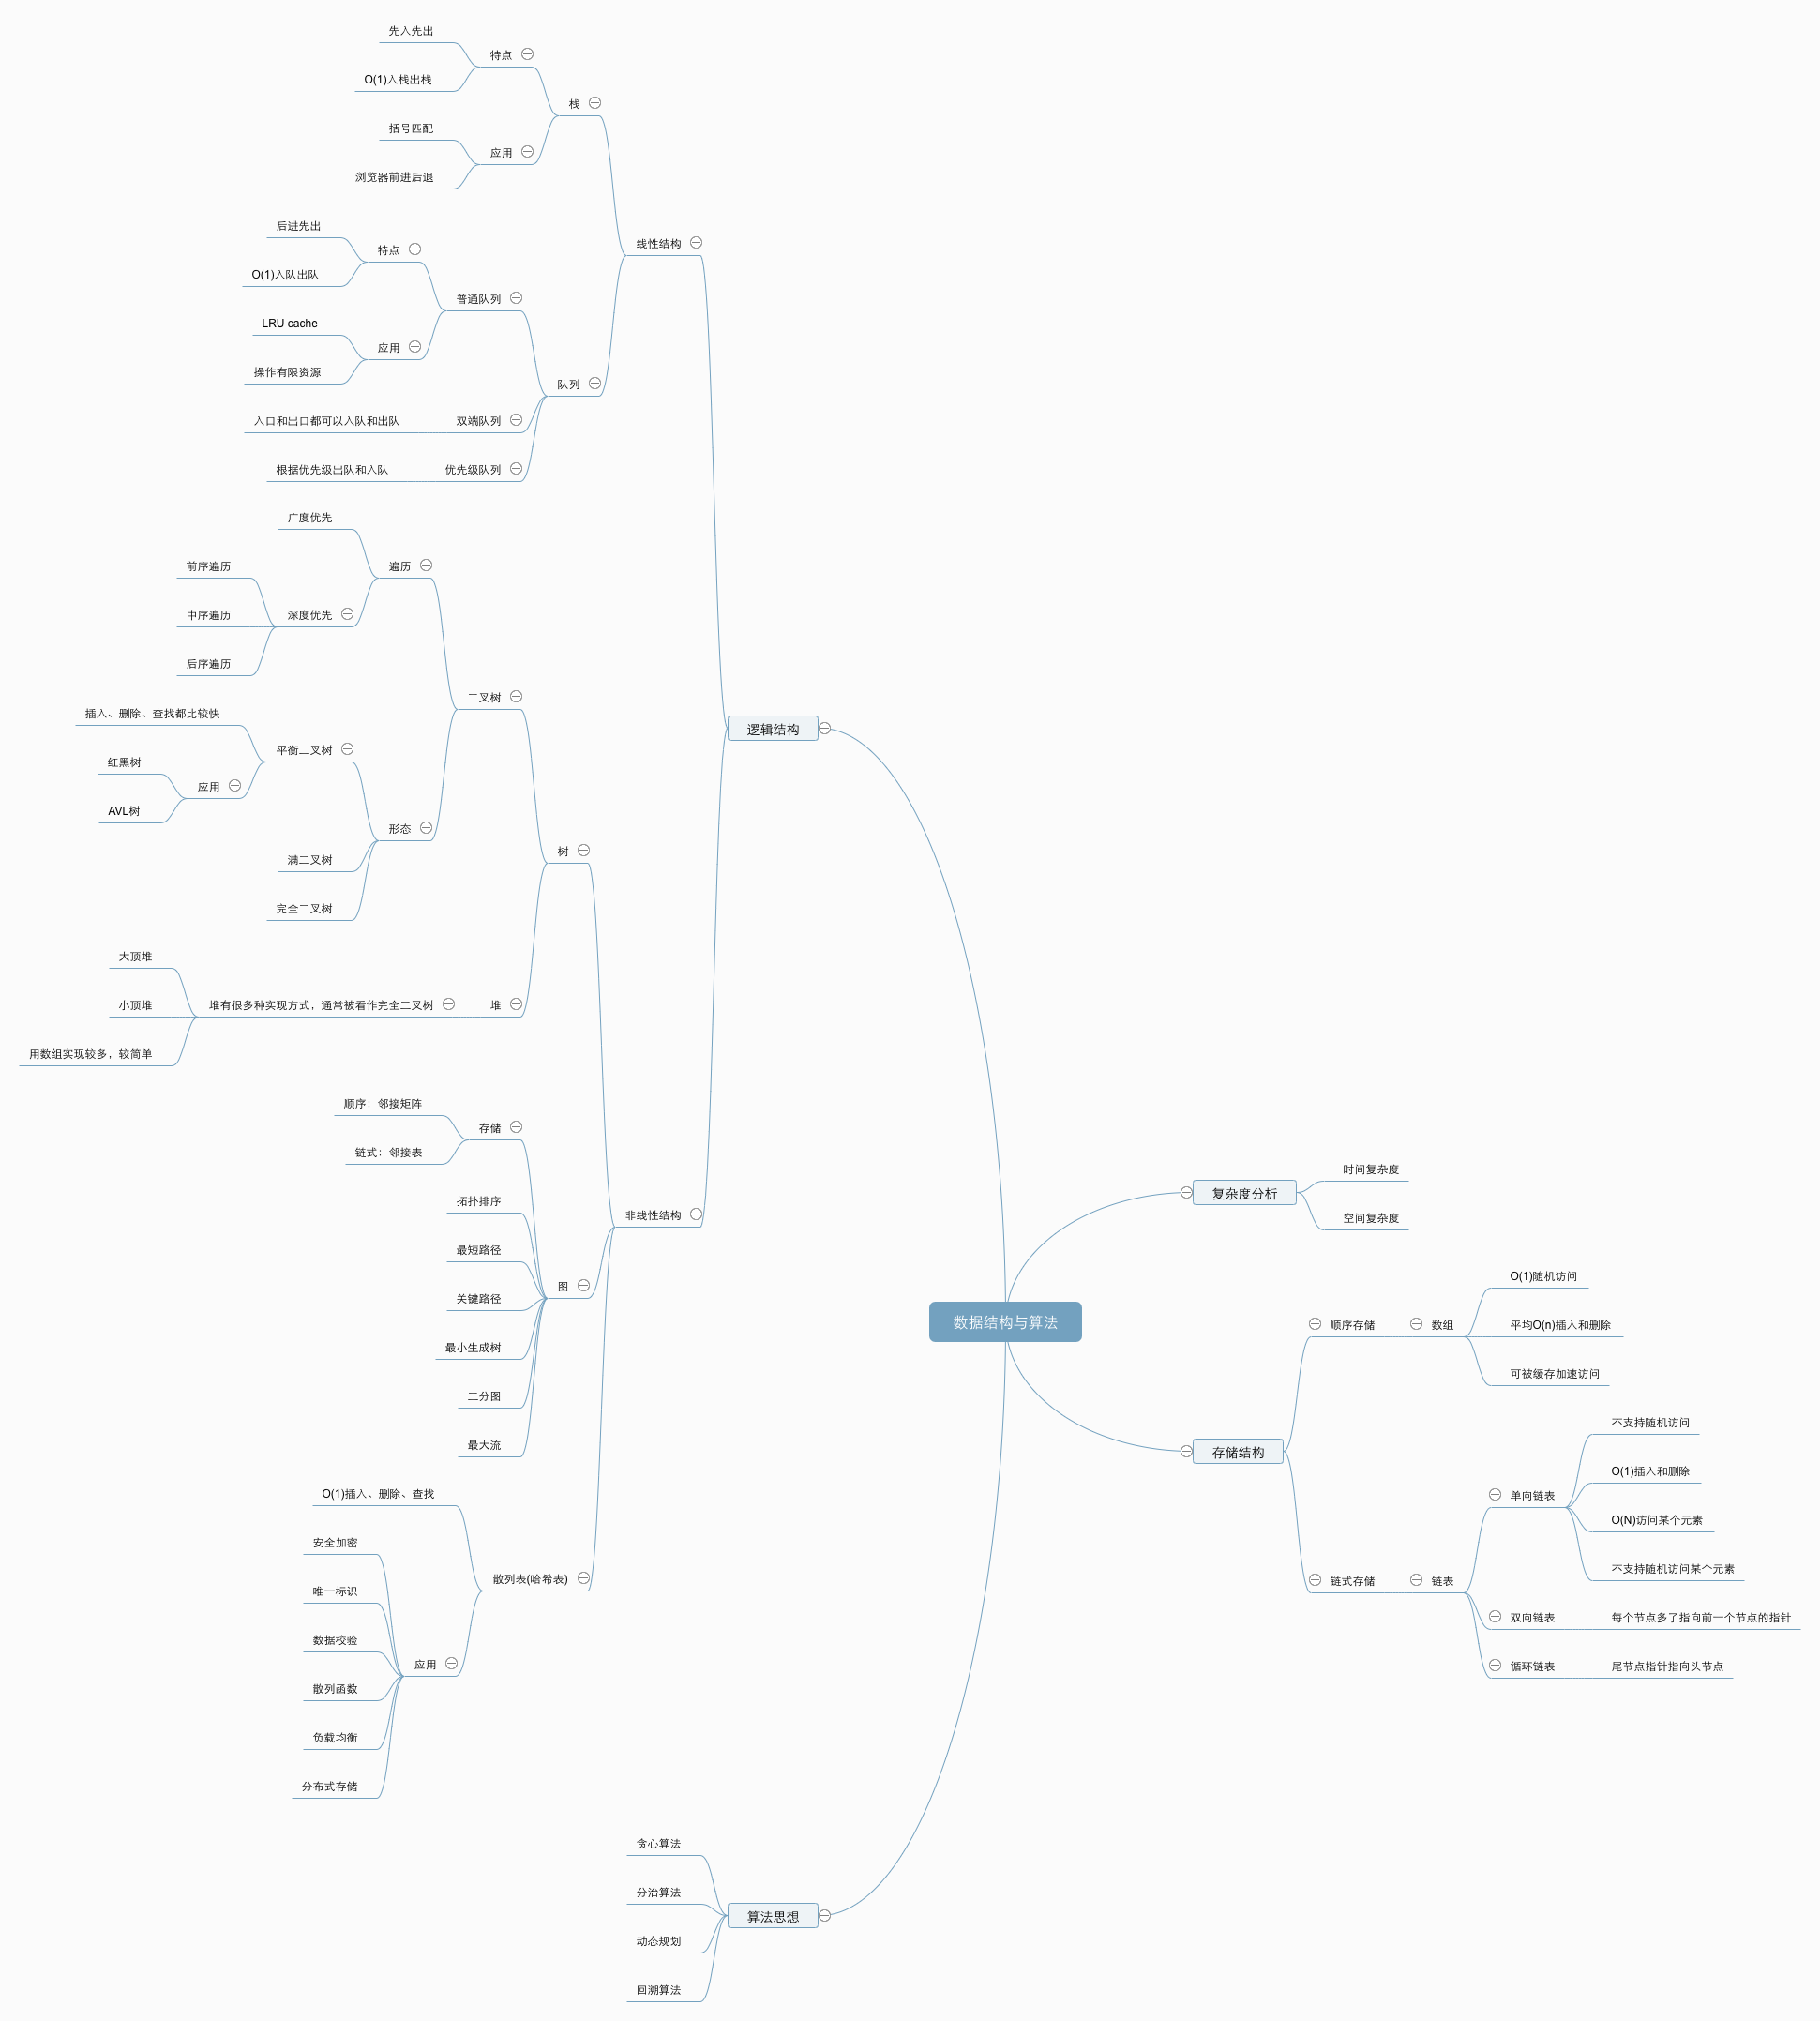 数据结构与算法
复杂度分析
时间复杂度
空间复杂度
存储结构
顺序存储
数组
O(1)随机访问
平均O(n)插入和删除
可被缓存加速访问
链式存储
链表
单向链表
不支持随机访问
O(1)插入和删除
O(N)访问某个元素
不支持随机访问某个元素
双向链表
每个节点多了指向前一个节点的指针
循环链表
尾节点指针指向头节点
逻辑结构
线性结构
栈
特点
先入先出
O(1)入栈出栈
应用
括号匹配
浏览器前进后退
队列
普通队列
特点
后进先出
O(1)入队出队
应用
LRU cache
操作有限资源
双端队列
入口和出口都可以入队和出队
优先级队列
根据优先级出队和入队
非线性结构
树
二叉树
遍历
广度优先
深度优先
前序遍历
中序遍历
后序遍历
形态
平衡二叉树
插入、删除、查找都比较快
应用
红黑树
AVL树
满二叉树
完全二叉树
堆
堆有很多种实现方式，通常被看作完全二叉树
大顶堆
小顶堆
用数组实现较多，较简单
图
存储
顺序：邻接矩阵
链式：邻接表
拓扑排序
最短路径
关键路径
最小生成树
二分图
最大流
散列表(哈希表)
O(1)插入、删除、查找
应用
安全加密
唯一标识
数据校验
散列函数
负载均衡
分布式存储
算法思想
贪心算法
分治算法
动态规划
回溯算法